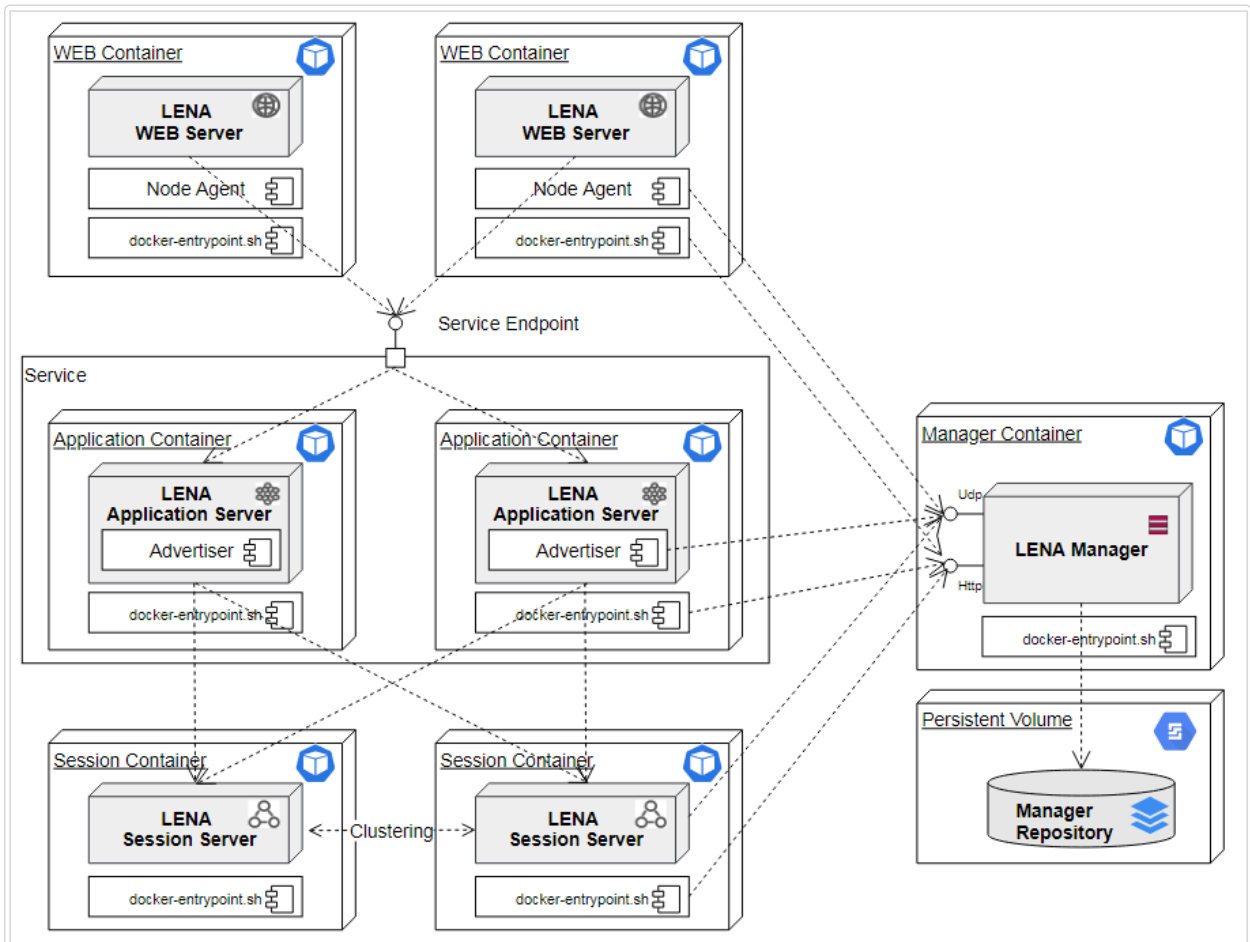 WEB Container
LENA
WEB Server
Node Agent
docker-entrypoint.sh
WEB Container
LENA
WEB Server
Node Agent
docker-entrypoint.sh
Service Endpoint
Service
Application Container
LENA
Application Server
Advertiser
docker-entrypoint.sh
Application Container
LENA
Application Server
Advertiser
docker-entrypoint.sh
Manager Container
Udp
LENA Manager
Http
docker-entrypoint.sh
Session Container
LENA
Session Server
docker-entrypoint.sh
Clustering
Session Container
LENA
Session Server
docker-entrypoint.sh
Persistent Volume
Manager
Repository